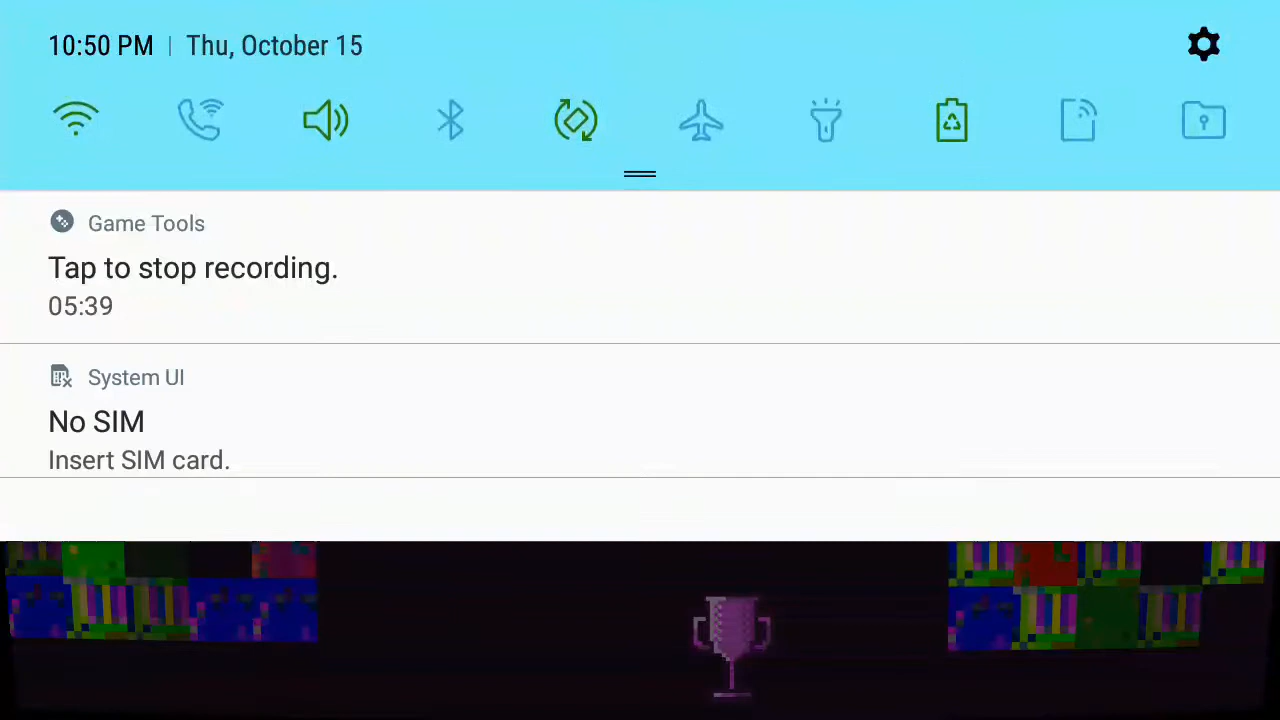 10:50 PM | Thu, October 15
Game Tools
Tap to stop recording.
05:39
System UI
No SIM
Insert SIM card.